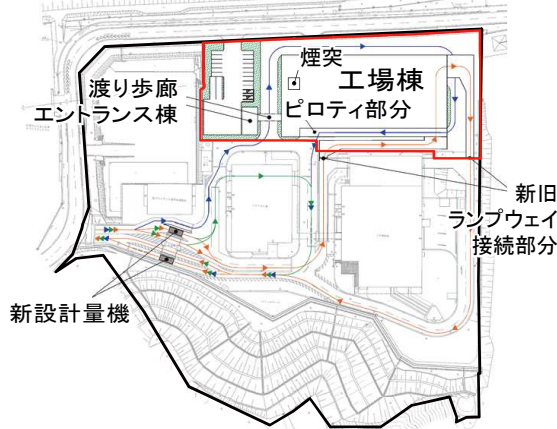 煙突
渡り歩廊
エントランス棟
工場棟
ピロティ部分
新旧
ランプウェイ
接続部分
新設計量機